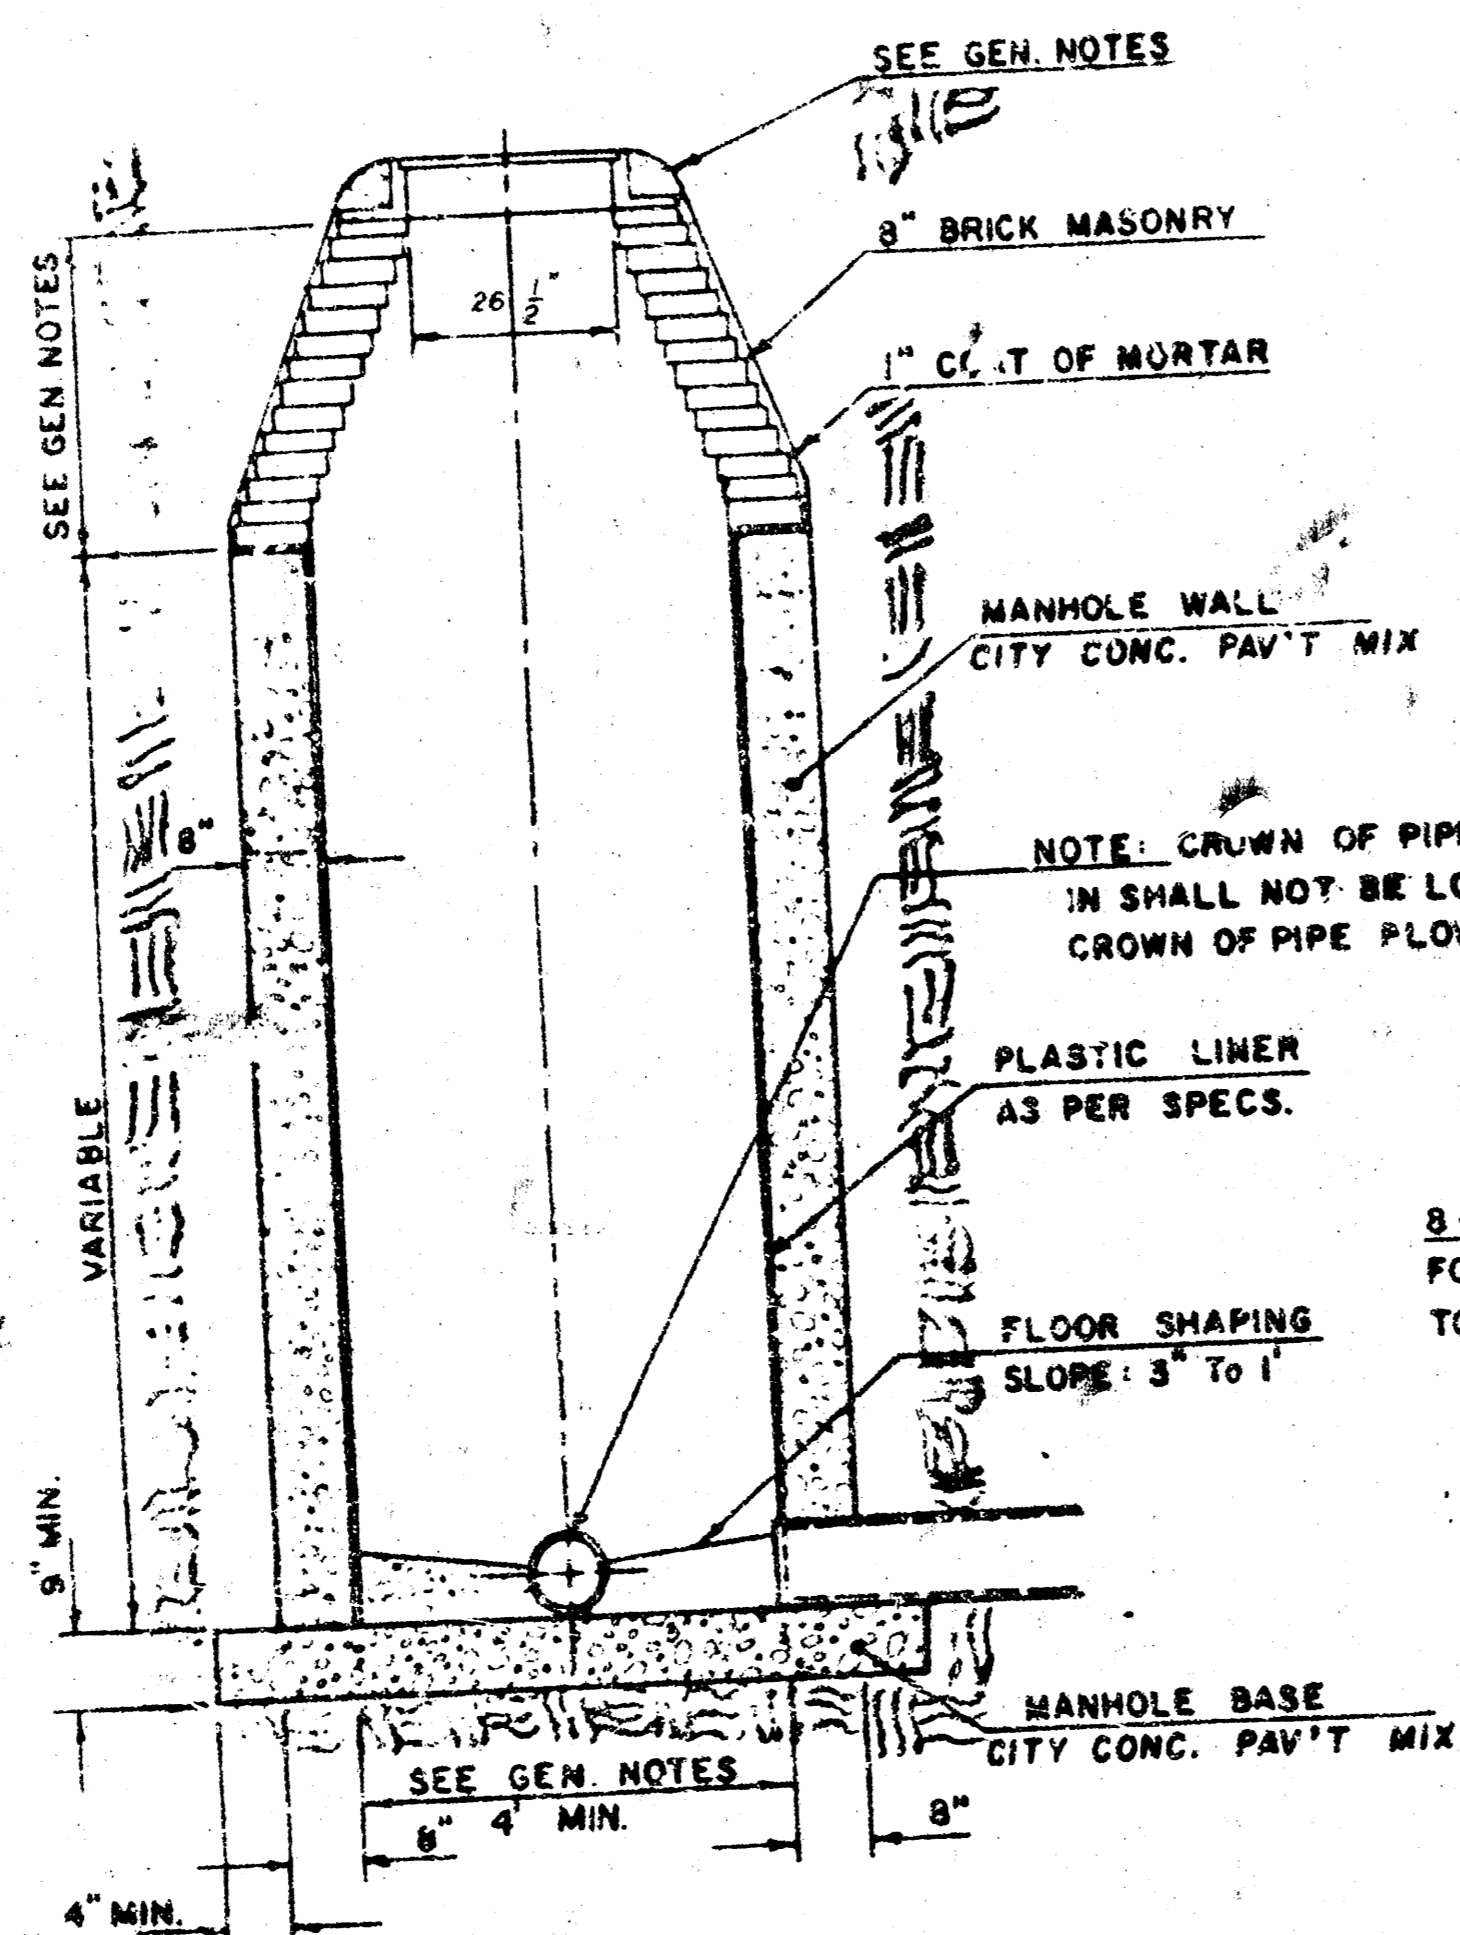 SEE GEN. NOTES
8" BRICK MASONRY
SEE GEN NOTES
26 1/2"
1" OF MORTAR
MANHOLE WALL
CITY CONC. PAV'T MIX
8"
NOTE: CROWN OF PIPE
IN SHALL NOT BE LO
CROWN OF PIPE FLOW
PLASTIC LINER
AS PER SPECS.
VARIABLE
8
FO
TO
FLOOR SHAPING
SLOPE: 3" TO 1'
9" MIN.
MANHOLE BASE
CITY CONC. PAV'T MIX
SEE GEN. NOTES
4' MIN.
8"
8"
4" MIN.